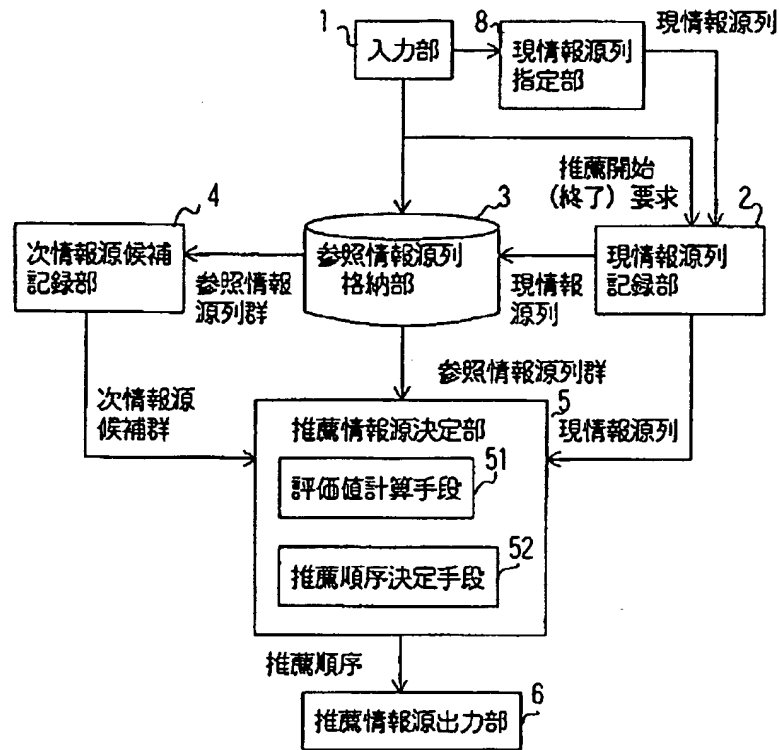 1
入力部
8
現情報源列
指定部
現情報源列
推薦開始
(終了)要求
4
次情報源候補
記録部
3
参照情報源列
格納部
2
現情報源列
記録部
参照情報
源列群
現情報
源列
次情報源
候補群
参照情報源列群
現情報源列
5
推薦情報源決定部
51
評価値計算手段
52
推薦順序決定手段
推薦順序
6
推薦情報源出力部